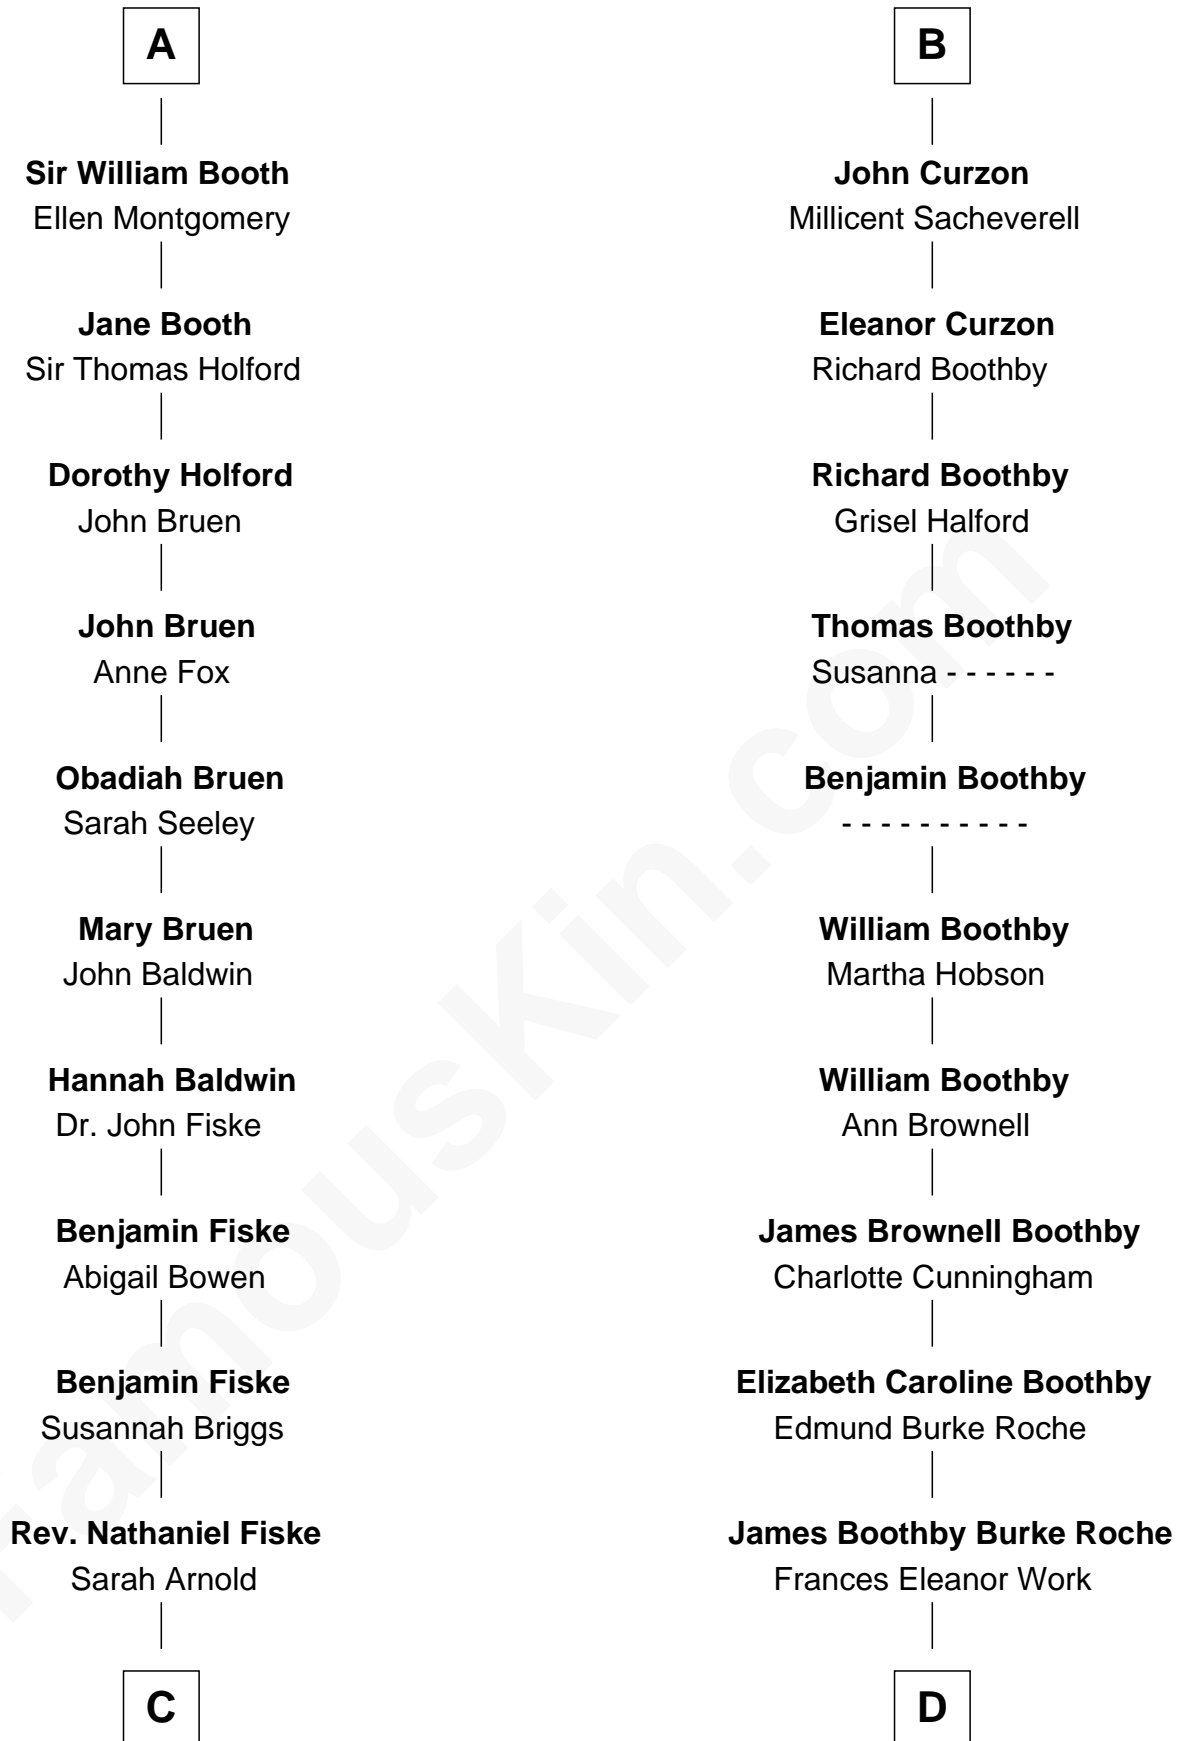 A
Sir William Booth
Ellen Montgomery
Jane Booth
Sir Thomas Holford
Dorothy Holford
John Bruen
John Bruen
Anne Fox
Obadiah Bruen
Sarah Seeley
Mary Bruen
John Baldwin
Hannah Baldwin
Dr. John Fiske
Benjamin Fiske
Abigail Bowen
Benjamin Fiske
Susannah Briggs
Rev. Nathaniel Fiske
Sarah Arnold
C
B
John Curzon
Millicent Sacheverell
Eleanor Curzon
Richard Boothby
Richard Boothby
Grisel Halford
Thomas Boothby
Susanna - - - - - -
Benjamin Boothby
- - - - - - - - - -
William Boothby
Martha Hobson
William Boothby
Ann Brownell
James Brownell Boothby
Charlotte Cunningham
Elizabeth Caroline Boothby
Edmund Burke Roche
James Boothby Burke Roche
Frances Eleanor Work
D
FamousKin.com